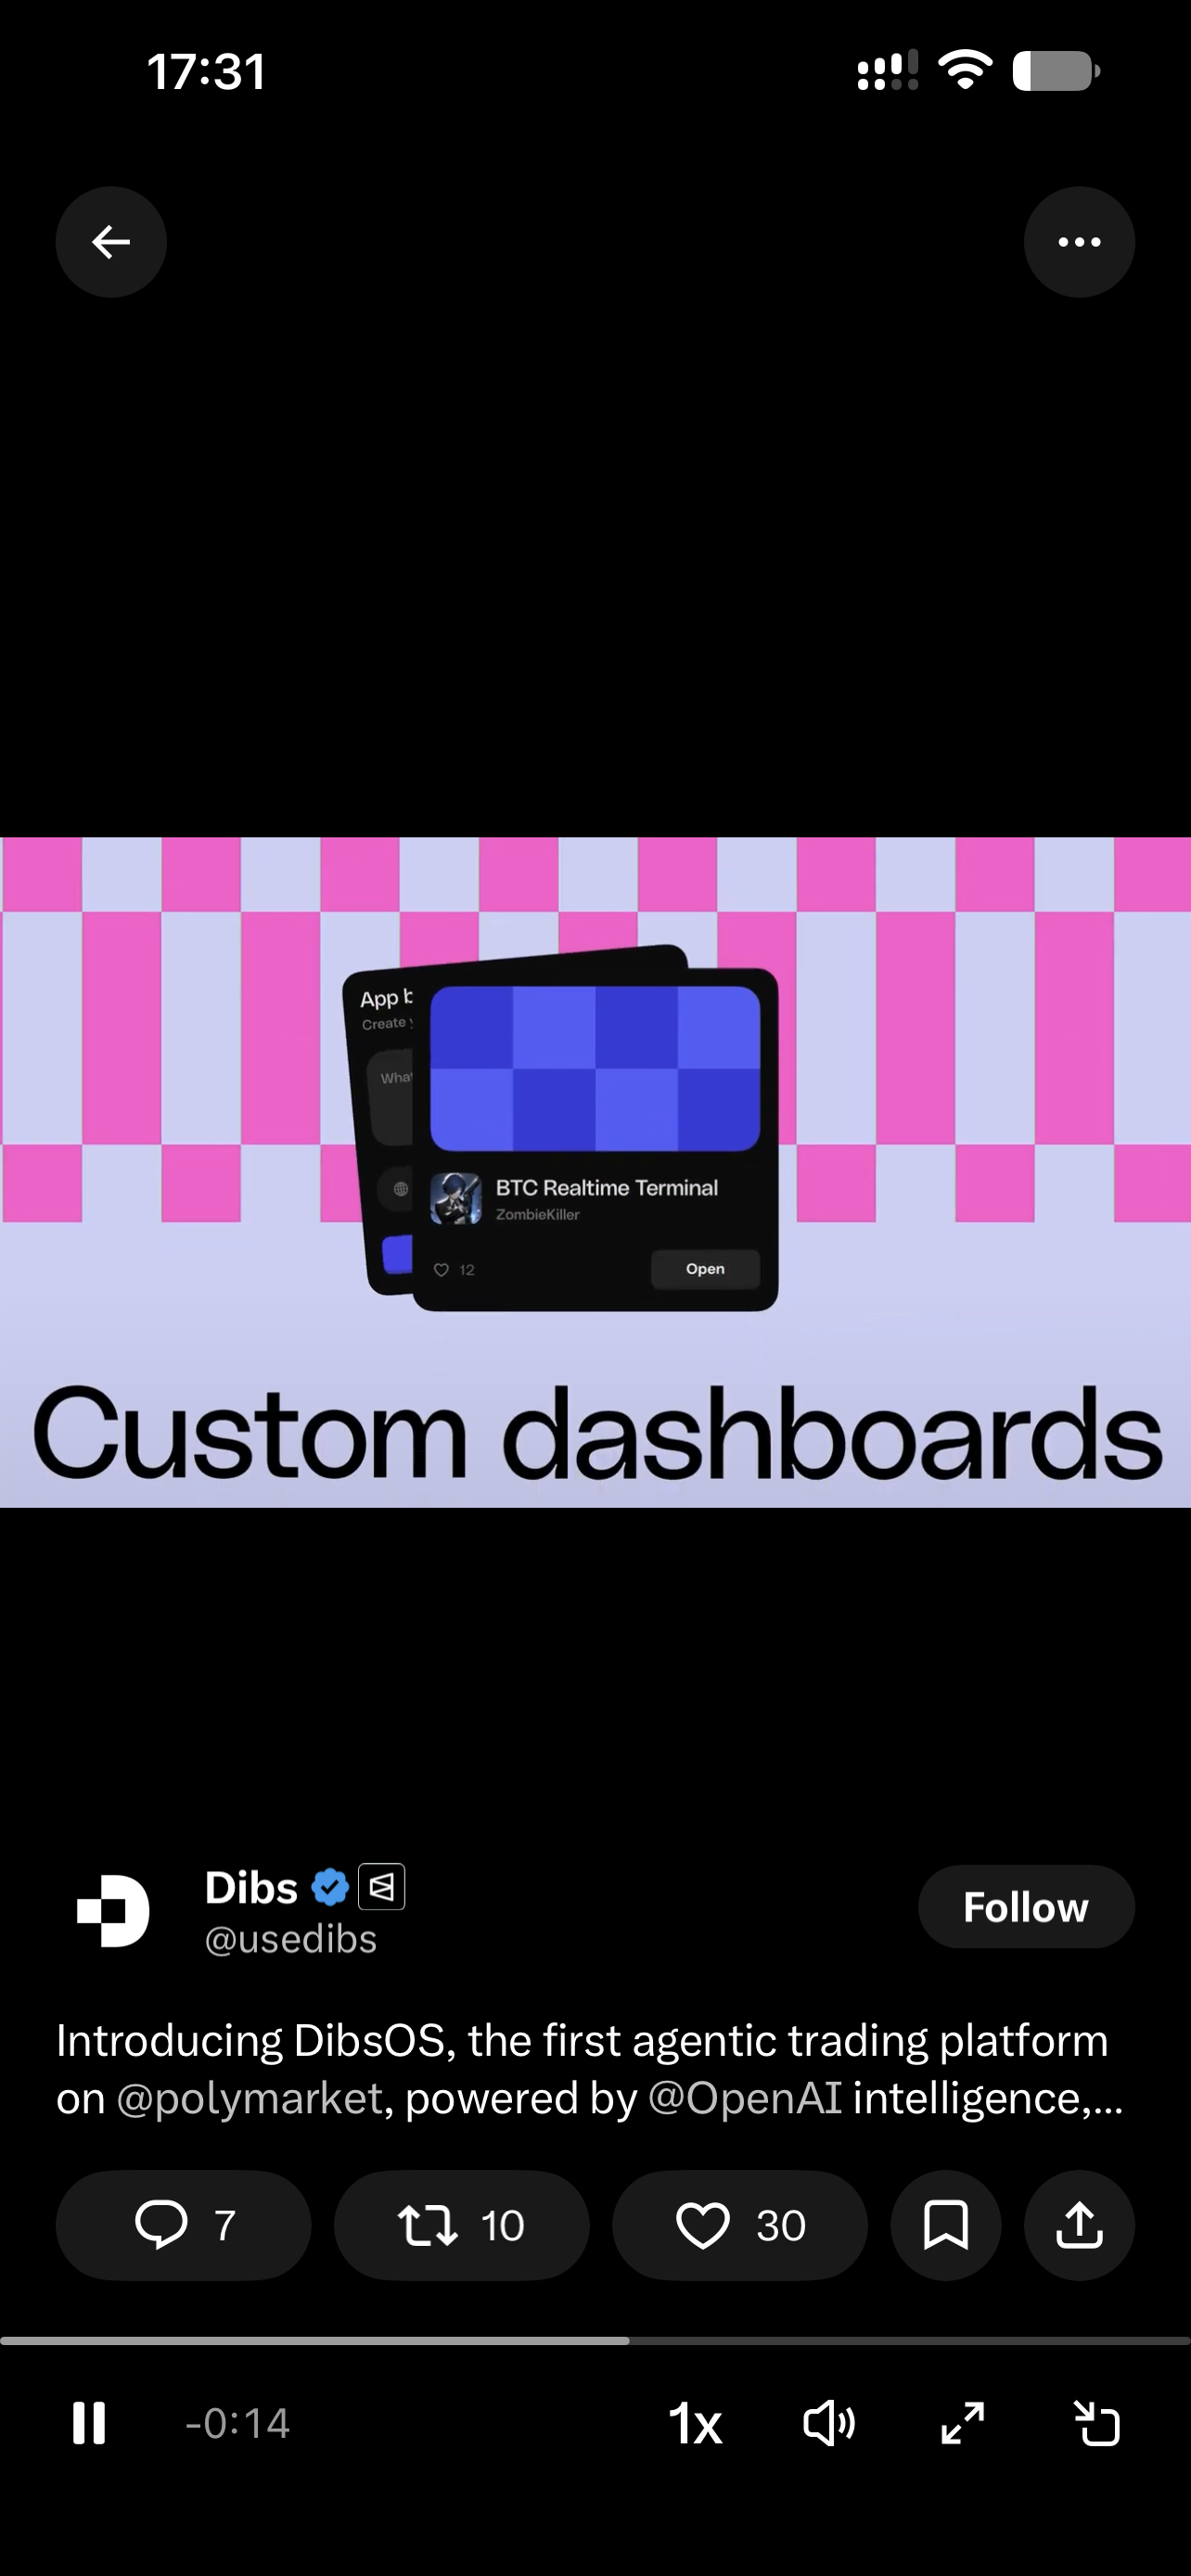 17:31
App b
Create y
What
BTC Realtime Terminal
ZombieKiller
12
Open
Custom dashboards
Dibs
@usedibs
Follow
Introducing DibsOS, the first agentic trading platform
on @polymarket, powered by @OpenAI intelligence,...
7
10
30
-0:14
1x